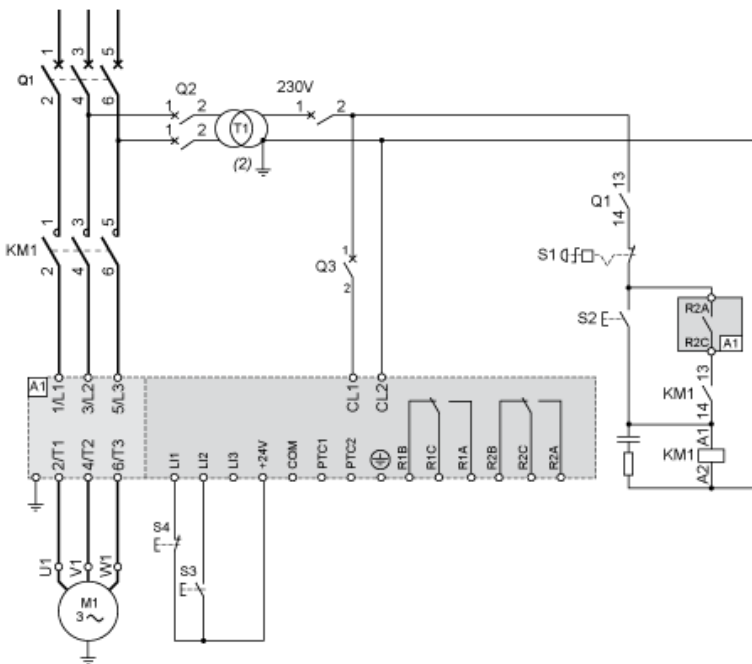 1 3 5
Q1
2 4 6
Q2
1 2
1 2
T1
(2)
230V
1 2
13
Q1
14
1 3 5
KM1
2 4 6
1
Q3
2
S1
S2
R2A
R2C
A1
13
KM1
14
A1
KM1
A2
A1
1/L1 3/L2 5/L3
CL1 CL2
2/T1 4/T2 6/T3
LI1 LI2 LI3 +24V COM PTC1 PTC2 R1B R1C R1A R2B R2C R2A
S4
S3
U1 V1 W1
M1
3 ~